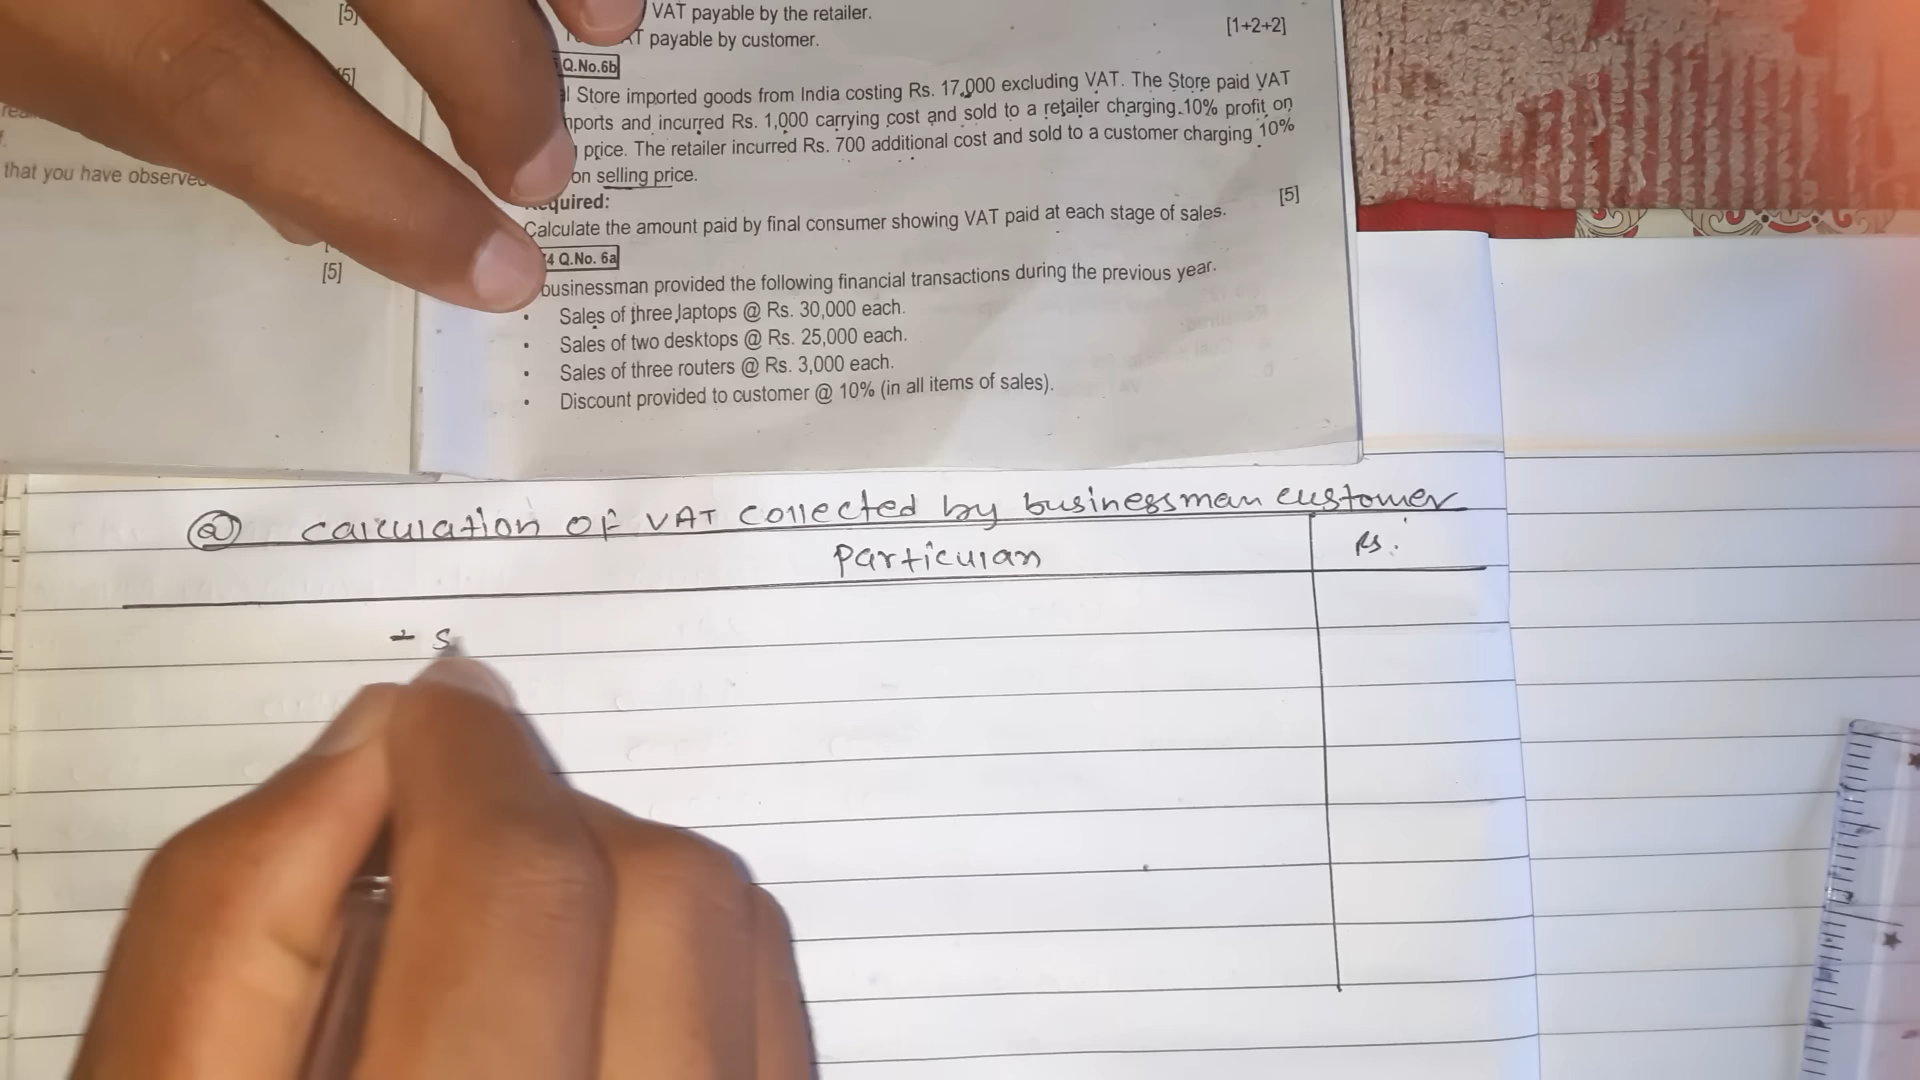 [5]
VAT payable by the retailer.
payable by customer.
[1+2+2]
Q.No.6b
Store imported goods from India costing Rs. 17,000 excluding VAT. The Store paid VAT
and incurred Rs. 1,000 carrying cost and sold to a retailer charging 10% profit on
price. The retailer incurred Rs. 700 additional cost and sold to a customer charging 10%
on selling price.
that you have
Calculate the amount paid by final consumer showing VAT paid at each stage of sales.
[5]
[5]
4 Q.No. 6a
businessman provided the following financial transactions during the previous year.
• Sales of three laptops @ Rs. 30,000 each.
• Sales of two desktops @ Rs. 25,000 each.
• Sales of three routers @ Rs. 3,000 each.
• Discount provided to customer @ 10% (in all items of sales).
(a) calculation of VAT collected by businessman customer
particulars
Rs.
- s